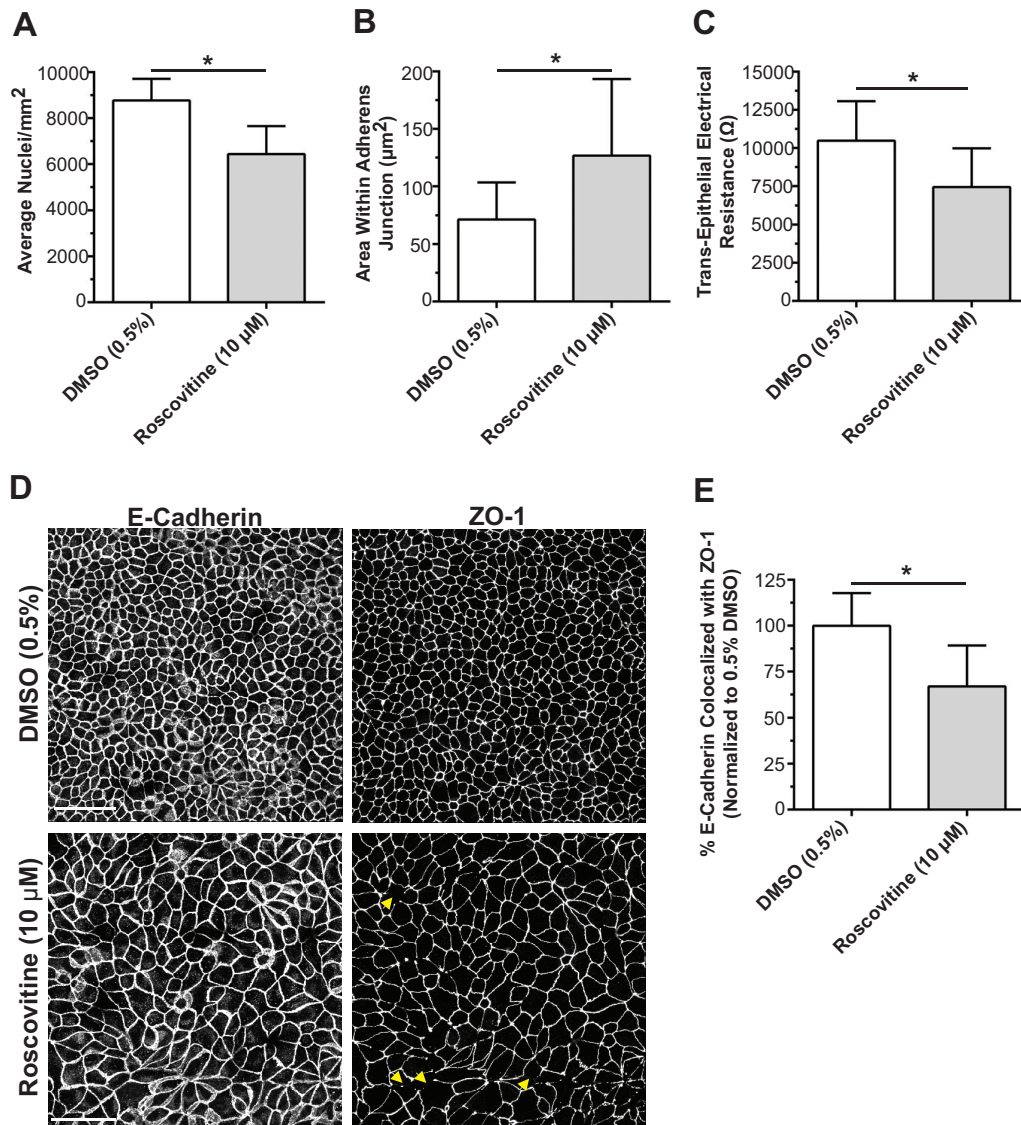 A
Average Nuclei/mm²
10000
8000
6000
4000
2000
0
*
DMSO (0.5%)
Roscovitine (10 µM)
B
Area Within Adherens
Junction (µm²)
200
150
100
50
0
*
DMSO (0.5%)
Roscovitine (10 µM)
C
Trans-Epithelial Electrical
Resistance (Ω)
15000
12500
10000
7500
5000
2500
0
*
DMSO (0.5%)
Roscovitine (10 µM)
D
E-Cadherin
ZO-1
DMSO (0.5%)
Roscovitine (10 µM)
E
% E-Cadherin Colocalized with ZO-1
(Normalized to 0.5% DMSO)
125
100
75
50
25
0
*
DMSO (0.5%)
Roscovitine (10 µM)